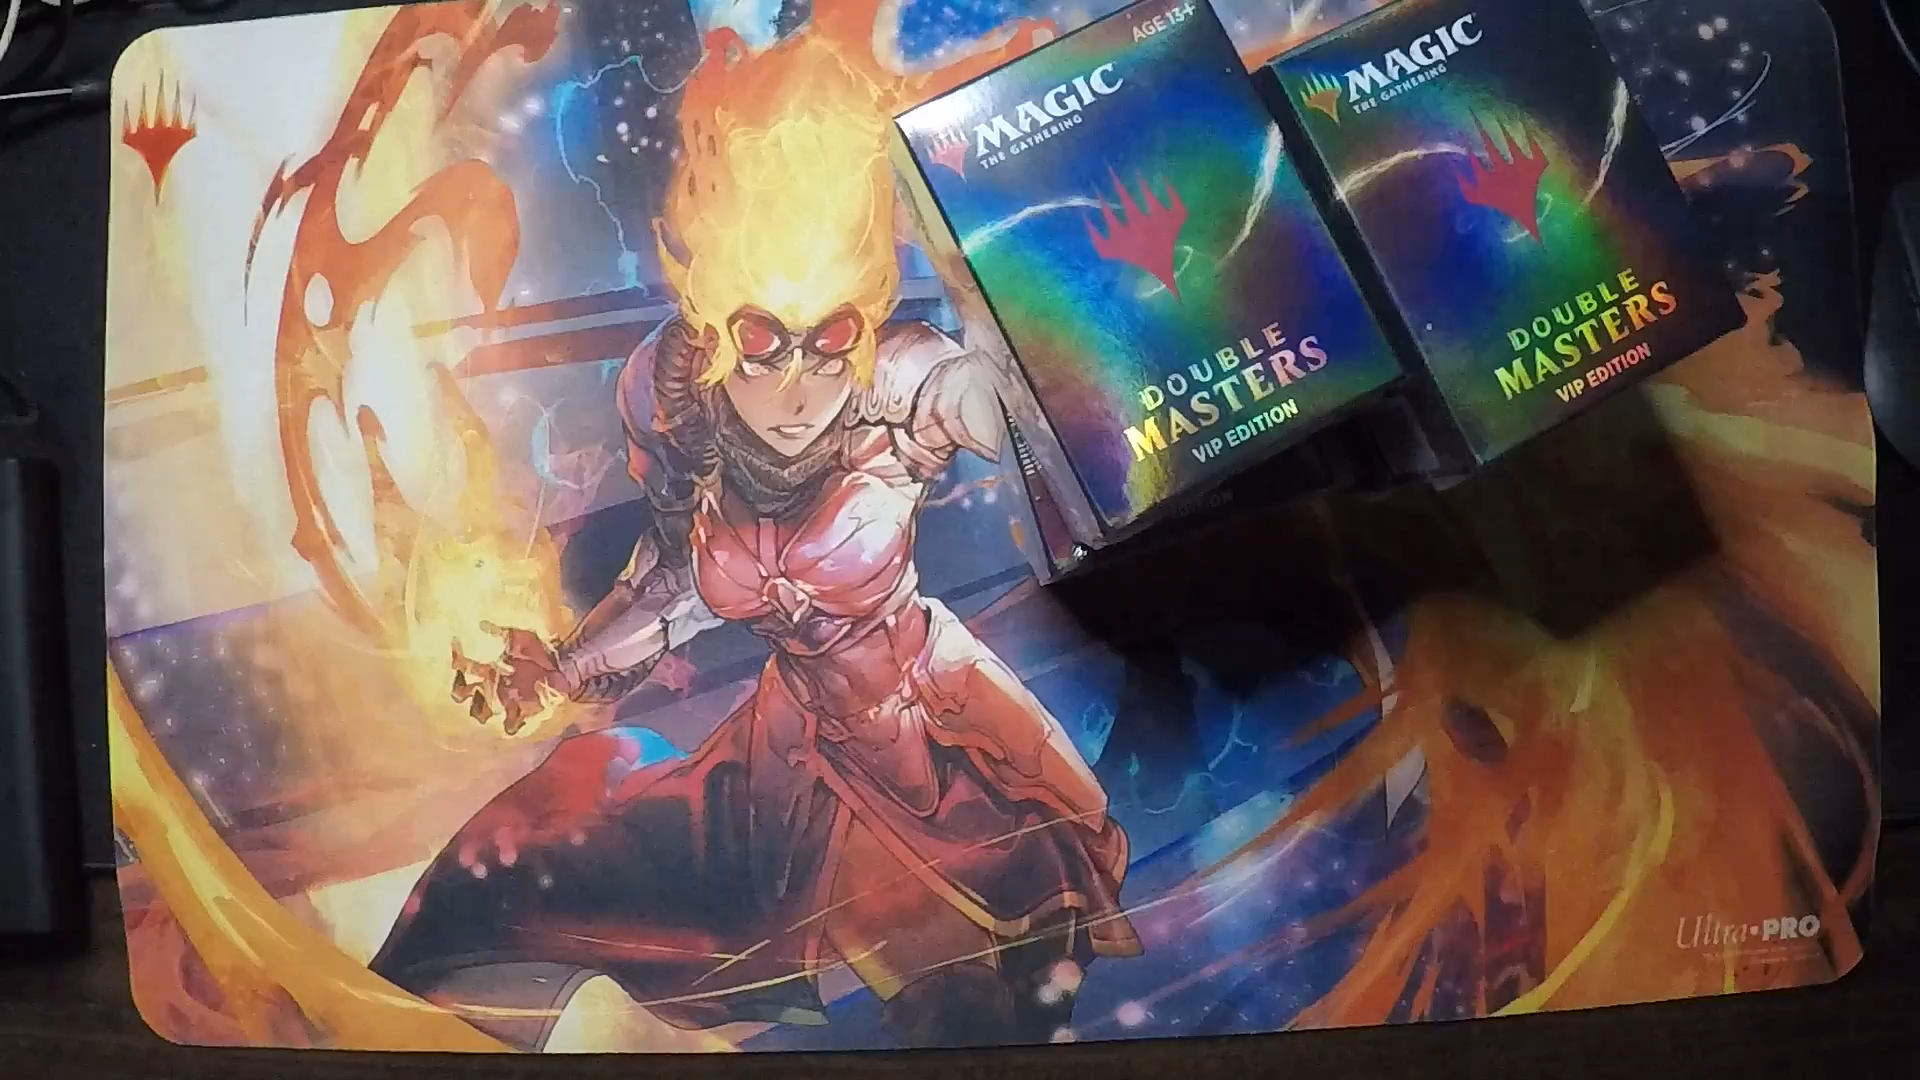 AGE 13+
MAGIC
THE GATHERING
DOUBLE
MASTERS
VIP EDITION
MAGIC
THE GATHERING
DOUBLE
MASTERS
VIP EDITION
Ultra•PRO